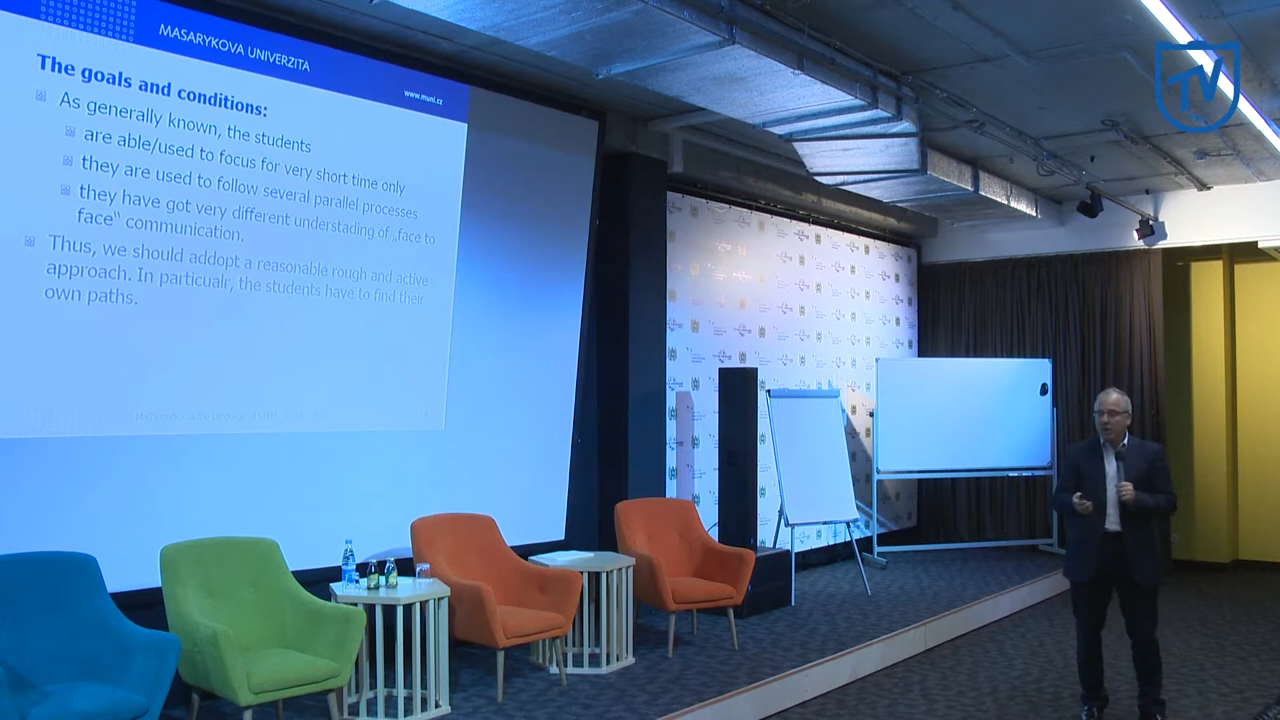 MASARYKOVA UNIVERZITA
www.muni.cz
The goals and conditions:
As generally known, the students
are able/used to focus for very short time only
they are used to follow several parallel processes
they have got very different understading of „face to
face“ communication.
Thus, we should addopt a reasonable rough and active
approach. In particualr, the students have to find their
own paths.
TV